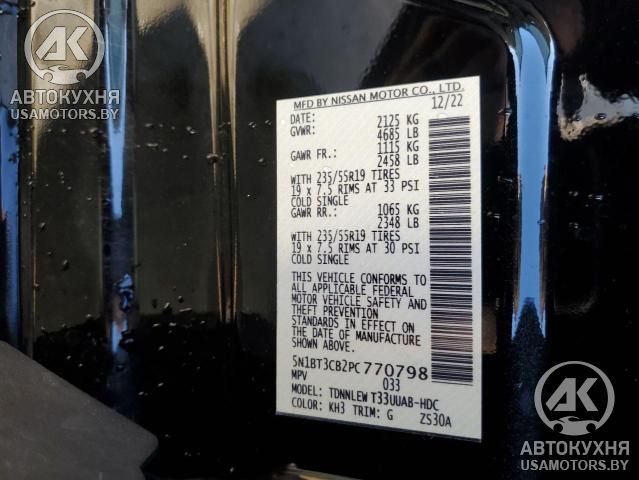 AK
АВТОКУХНЯ
USAMOTORS.BY
MFD BY NISSAN MOTOR CO., LTD.
DATE: 12/22
GVWR: 2125 KG
4685 LB
GAWR FR.: 1115 KG
2458 LB
WITH 235/55R19 TIRES
19 x 7.5 RIMS AT 33 PSI
COLD SINGLE
GAWR RR.: 1065 KG
2348 LB
WITH 235/55R19 TIRES
19 x 7.5 RIMS AT 30 PSI
COLD SINGLE
THIS VEHICLE CONFORMS TO
ALL APPLICABLE FEDERAL
MOTOR VEHICLE SAFETY AND
THEFT PREVENTION
STANDARDS IN EFFECT ON
THE DATE OF MANUFACTURE
SHOWN ABOVE.
5N1BT3CB2PC770798
MPV 033
MODEL: TDNNLEW T33UUAB-HDC
COLOR: KH3 TRIM: G ZS30A
AK
АВТОКУХНЯ
USAMOTORS.BY